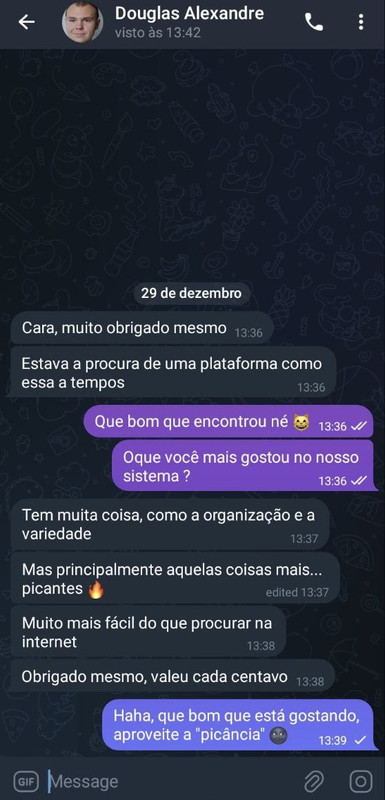 Douglas Alexandre
visto às 13:42
29 de dezembro
Cara, muito obrigado mesmo 13:36
Estava a procura de uma plataforma como
essa a tempos 13:36
Que bom que encontrou né 😺 13:36
Oque você mais gostou no nosso
sistema ? 13:36
Tem muita coisa, como a organização e a
variedade 13:37
Mas principalmente aquelas coisas mais...
picantes 🔥 edited 13:37
Muito mais fácil do que procurar na
internet 13:38
Obrigado mesmo, valeu cada centavo 13:38
Haha, que bom que está gostando,
aproveite a "picância" 🌚 13:39
GIF Message